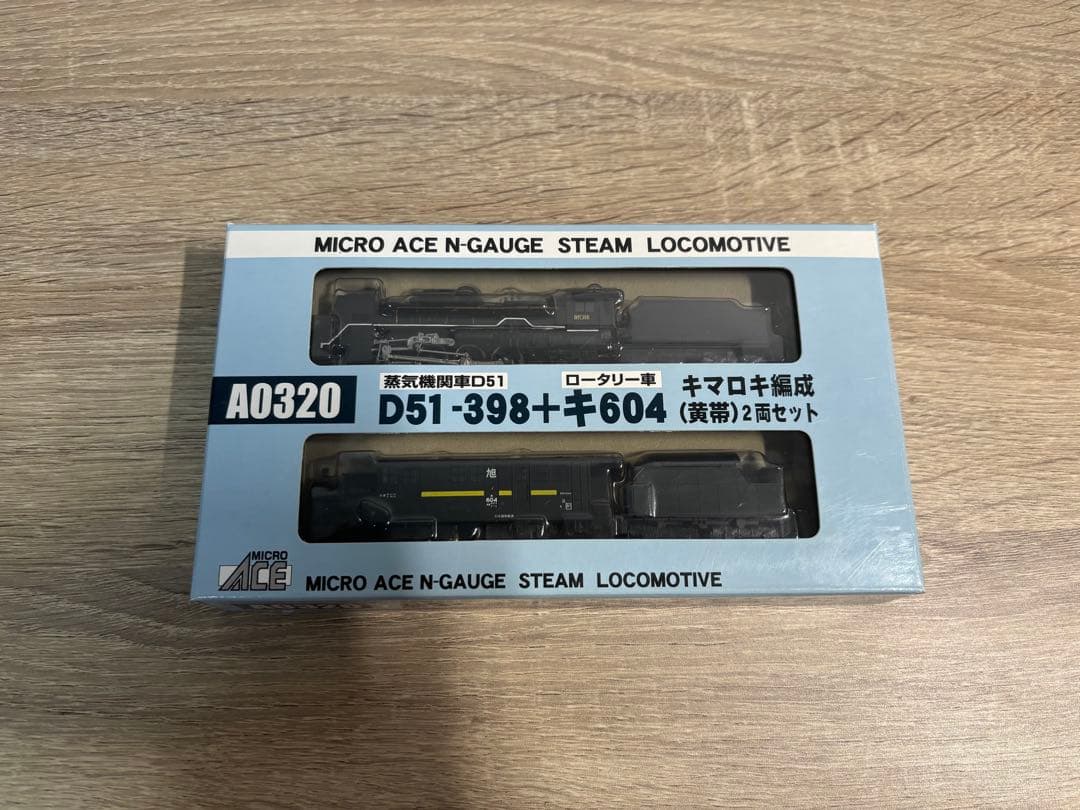 MICRO ACE N-GAUGE STEAM LOCOMOTIVE
A0320
蒸気機関車D51
ロータリー車
D51-398+キ604
キマロキ編成
(黄帯)2両セット
旭
604
MICRO
ACE
MICRO ACE N-GAUGE STEAM LOCOMOTIVE